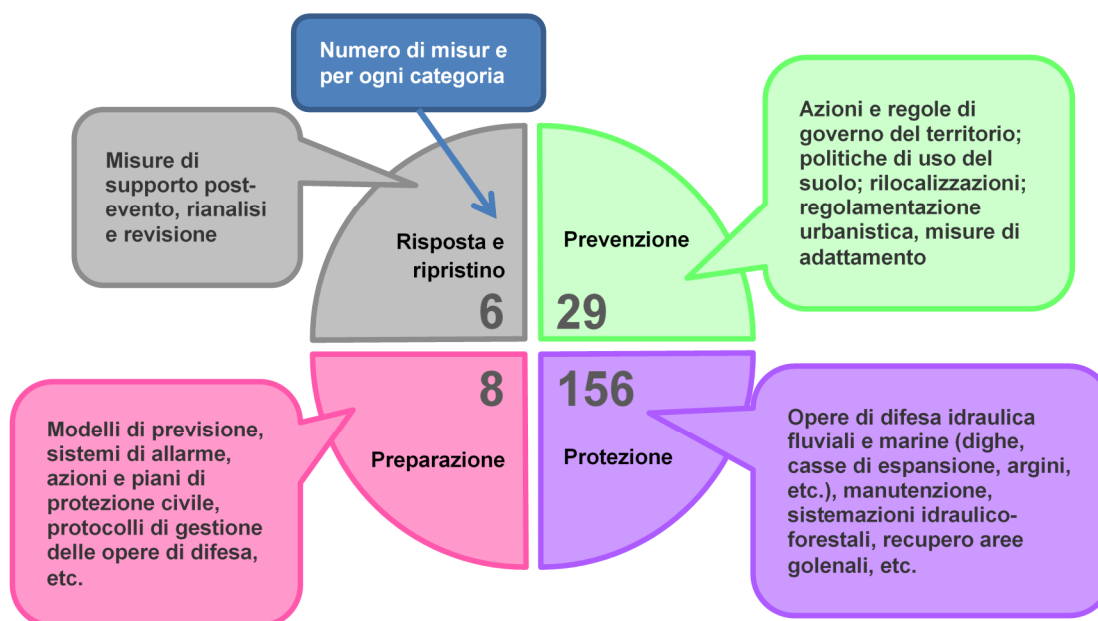 Numero di misur e
per ogni categoria
Misure di
supporto post-
evento, rianalisi
e revisione
Azioni e regole di
governo del territorio;
politiche di uso del
suolo; rilocalizzazioni;
regolamentazione
urbanistica, misure di
adattamento
Risposta e
ripristino
6
Prevenzione
29
8
Preparazione
156
Protezione
Modelli di previsione,
sistemi di allarme,
azioni e piani di
protezione civile,
protocolli di gestione
delle opere di difesa,
etc.
Opere di difesa idraulica
fluviali e marine (dighe,
casse di espansione, argini,
etc.), manutenzione,
sistemazioni idraulico-
forestali, recupero aree
golenali, etc.